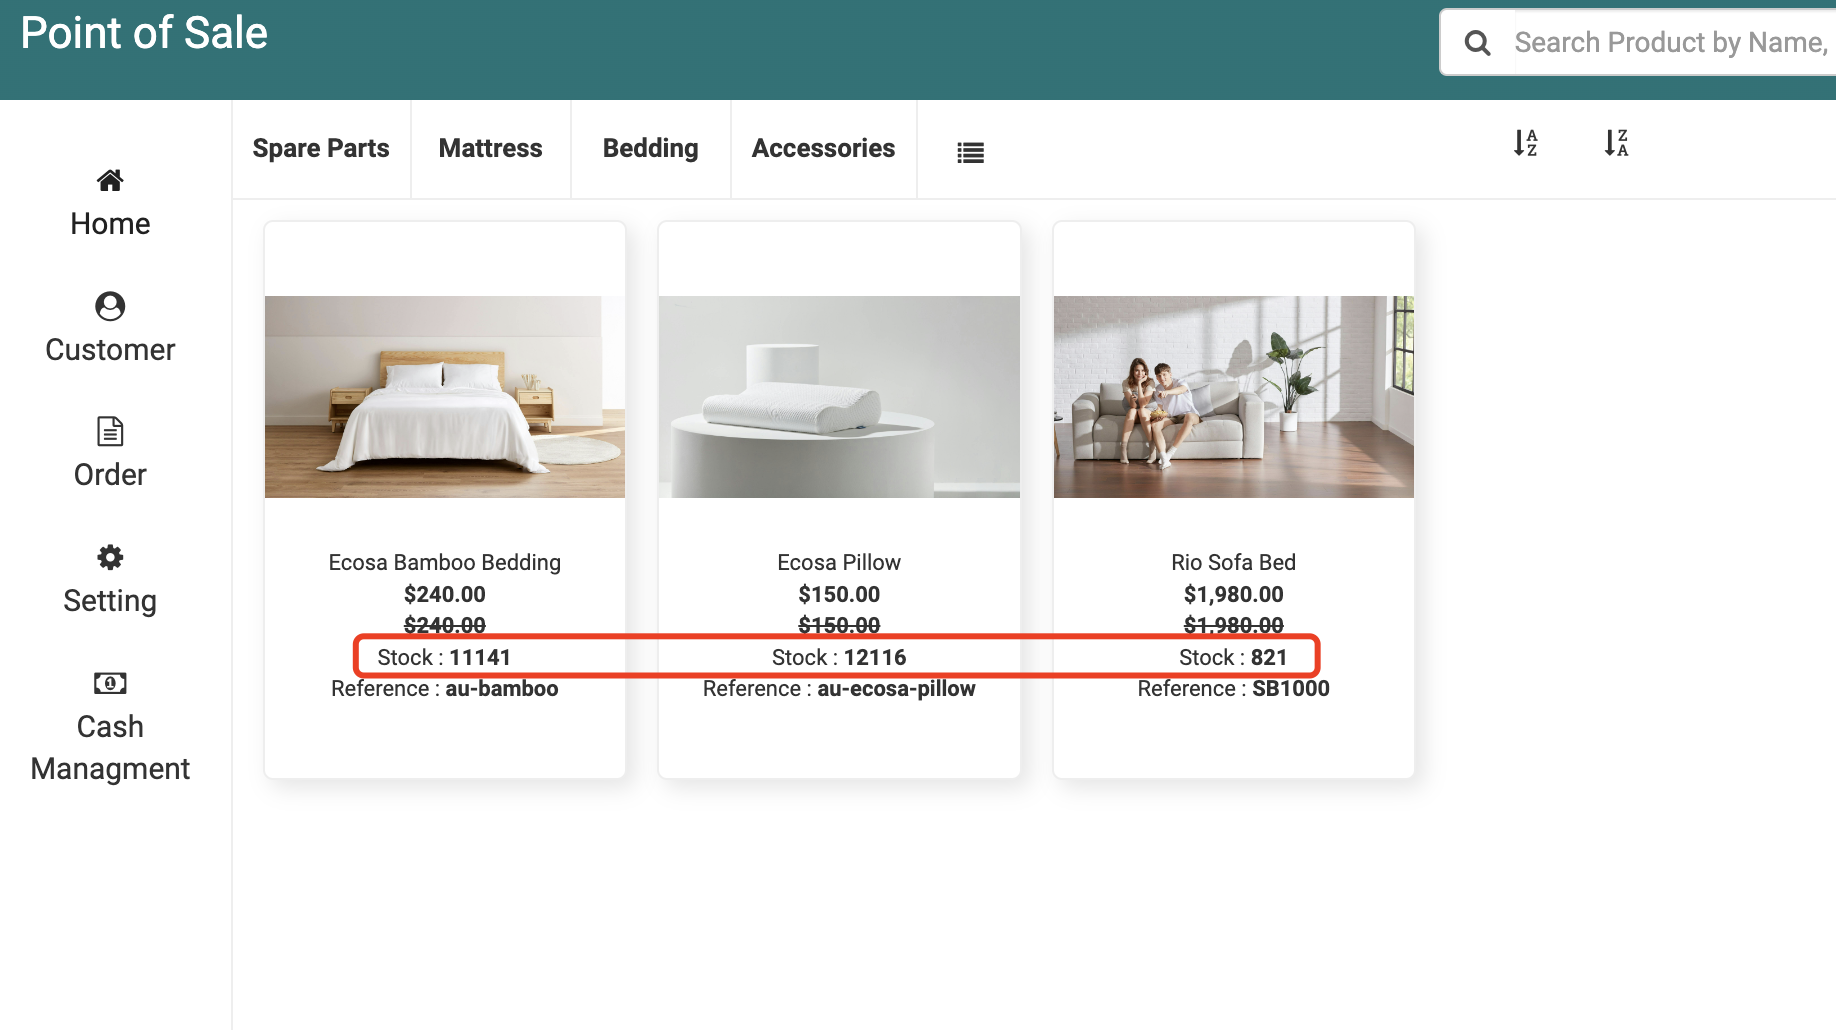 Point of Sale
Search Product by Name,
Spare Parts
Mattress
Bedding
Accessories
Home
Customer
Order
Setting
Cash
Managment
Ecosa Bamboo Bedding
$240.00
$240.00
Stock : 11141
Reference : au-bamboo
Ecosa Pillow
$150.00
$150.00
Stock : 12116
Reference : au-ecosa-pillow
Rio Sofa Bed
$1,980.00
$1,980.00
Stock : 821
Reference : SB1000